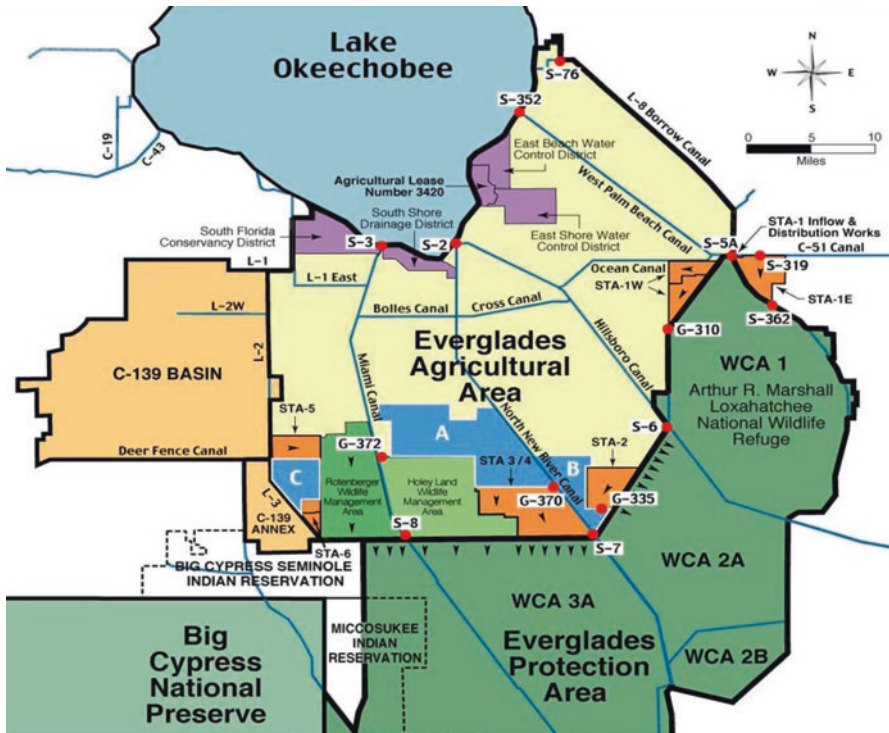 Lake
Okeechobee
N
W
E
S
0
5
10
Miles
S-76
S-352
L-8 Borrow Canal
C-19
C-43
East Beach Water
Control District
Agricultural Lease
Number 3420
West Palm Beach Canal
South Shore
Drainage District
South Florida
Conservancy District
East Shore Water
Control District
STA-1 Inflow &
Distribution Works
S-3
S-2
S-5A
C-51 Canal
L-1
L-1 East
Ocean Canal
S-319
STA-1W
STA-1E
L-2W
Bolles Canal
Cross Canal
S-362
Hillsboro Canal
G-310
L-2
Everglades
Agricultural
Area
WCA 1
C-139 BASIN
Miami Canal
Arthur R. Marshall
Loxahatchee
National Wildlife
Refuge
STA-5
North New River Canal
S-6
A
G-372
STA-2
Deer Fence Canal
STA 3/4
B
C
Rotenberger
Wildlife
Management
Area
Holey Land
Wildlife
Management
Area
G-370
G-335
L-3
C-139
ANNEX
S-8
S-7
STA-6
BIG CYPRESS SEMINOLE
INDIAN RESERVATION
WCA 2A
WCA 3A
Big
Cypress
National
Preserve
MICCOSUKEE
INDIAN
RESERVATION
Everglades
Protection
Area
WCA 2B